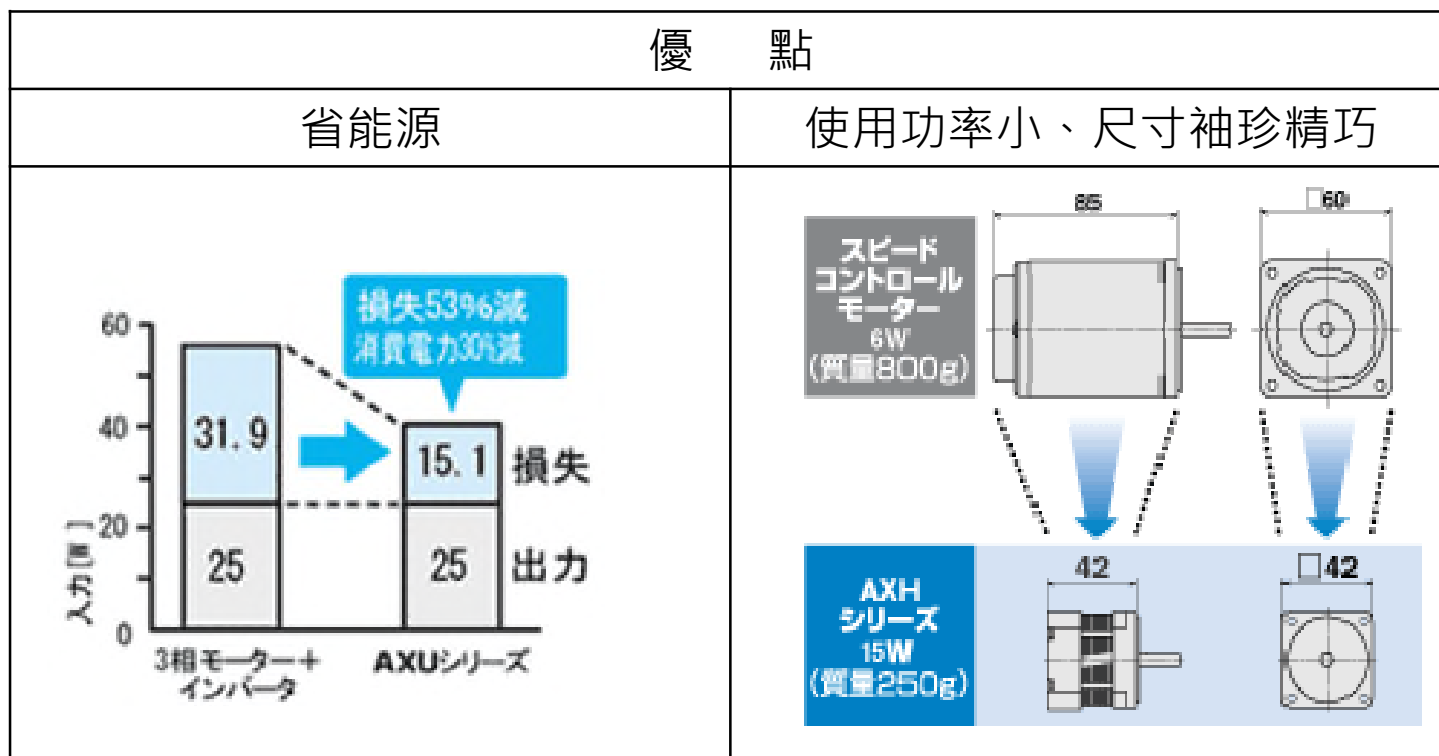 優 點
省能源
使用功率小、尺寸袖珍精巧
損失53%減
消費電力30%減
60
40
20
0
入力[W]
31.9
25
15.1
25
損失
出力
3相モーター+
インバータ
AXUシリーズ
スピード
コントロール
モーター
6W
(質量800g)
85
□60
AXH
シリーズ
15W
(質量250g)
42
□42